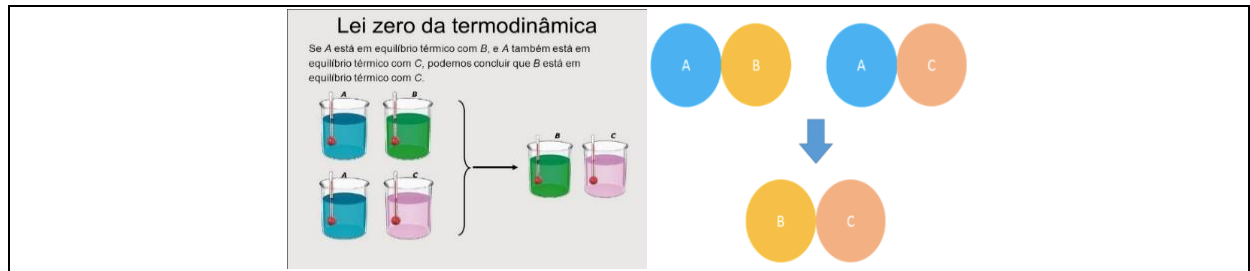 Lei zero da termodinâmica
Se A está em equilíbrio térmico com B, e A também está em
equilíbrio térmico com C, podemos concluir que B está em
equilíbrio térmico com C.
A B
B C
A C
A B A C
B C